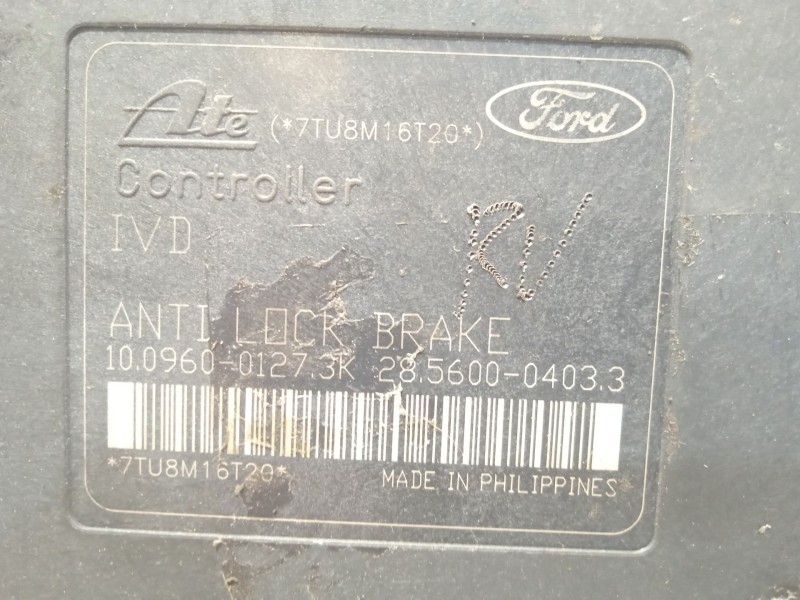 Ate (*7TU8M16T20*) Ford
Controller
IVD
RV
ANTI LOCK BRAKE
10.0960-0127.3K 28.5600-0403.3
*7TU8M16T20*
MADE IN PHILIPPINES